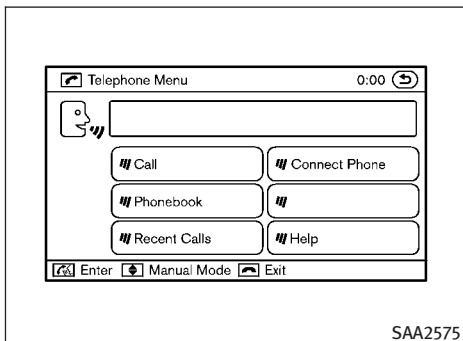 Telephone Menu 0:00
Call Connect Phone
Phonebook
Recent Calls Help
Enter Manual Mode Exit
SAA2575